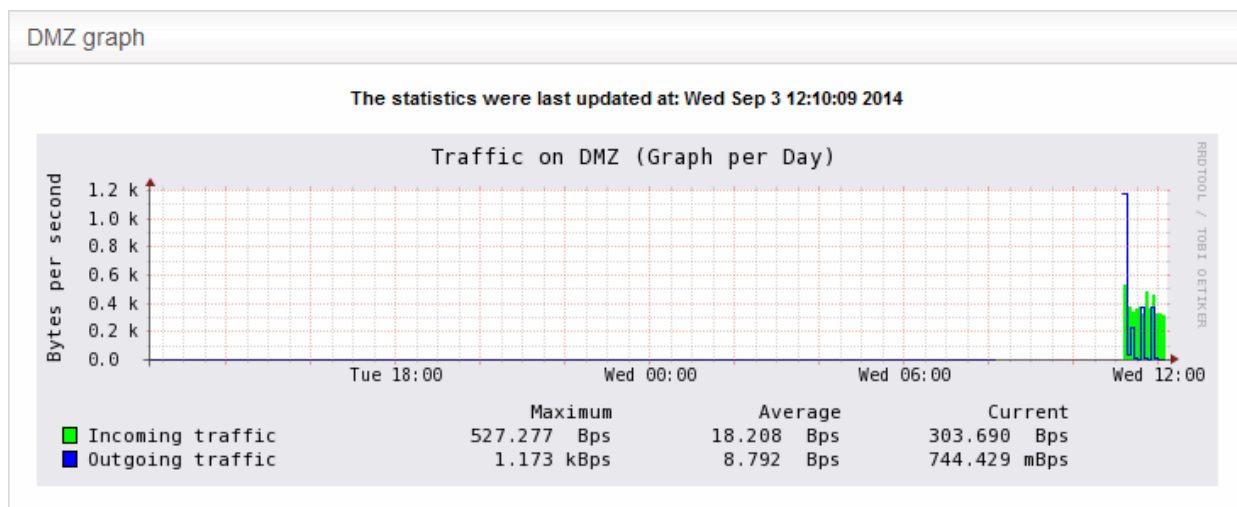 DMZ graph
The statistics were last updated at: Wed Sep 3 12:10:09 2014
Traffic on DMZ (Graph per Day)
RRDTOOL / TOBI OETIKER
Bytes per second
1.2 k
1.0 k
0.8 k
0.6 k
0.4 k
0.2 k
0.0
Tue 18:00 Wed 00:00 Wed 06:00 Wed 12:00
Maximum Average Current
Incoming traffic 527.277 Bps 18.208 Bps 303.690 Bps
Outgoing traffic 1.173 kBps 8.792 Bps 744.429 mBps